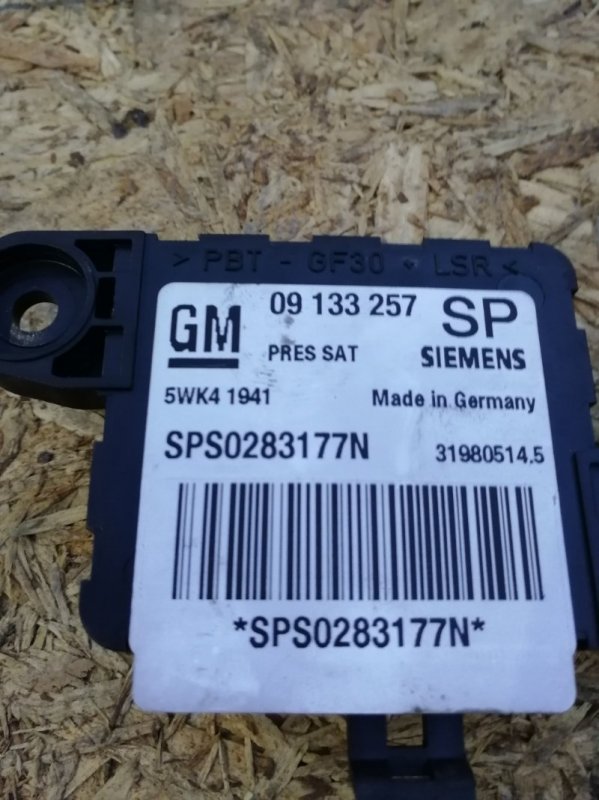 > PBT - GF30 + LSR <
GM 09 133 257 SP
PRES SAT SIEMENS
5WK4 1941 Made in Germany
SPS0283177N 31980514.5
*SPS0283177N*